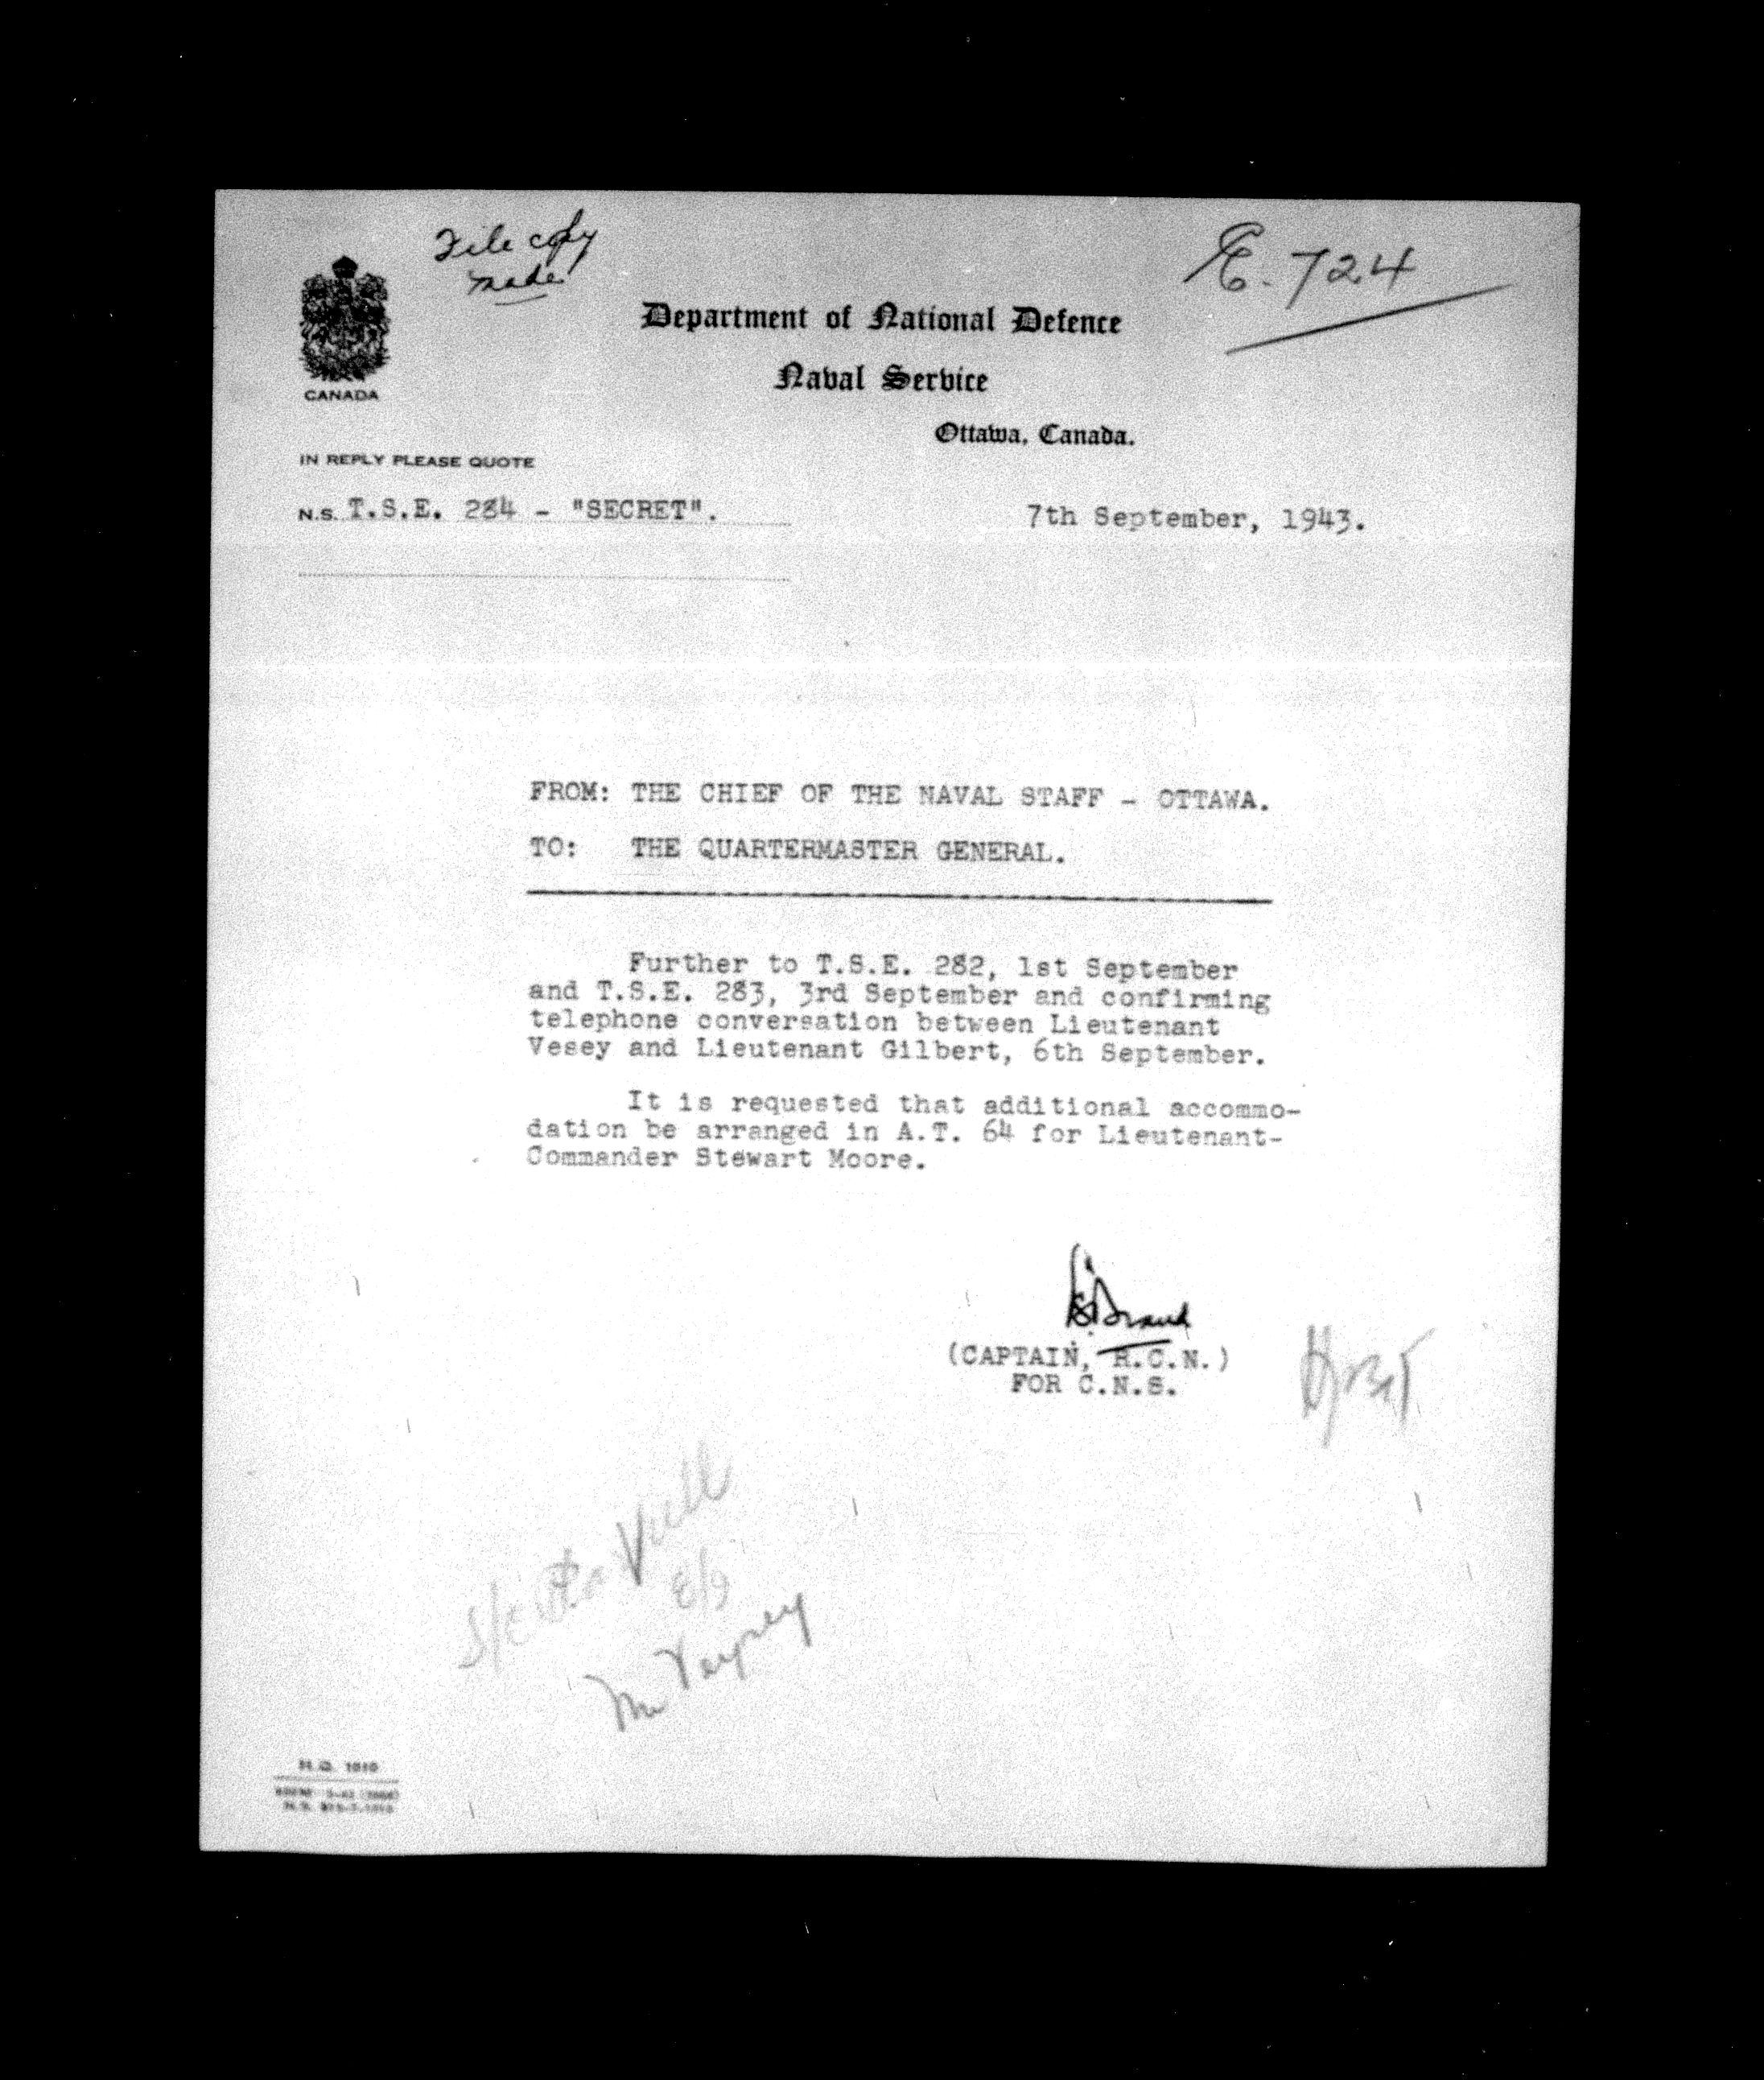 File copy
made
E. 724
Department of National Defence
Naval Service
Ottawa, Canada.
CANADA
IN REPLY PLEASE QUOTE
N.S. T.S.E. 284 - "SECRET".
7th September, 1943.
FROM: THE CHIEF OF THE NAVAL STAFF - OTTAWA.
TO: THE QUARTERMASTER GENERAL.
Further to T.S.E. 282, 1st September
and T.S.E. 283, 3rd September and confirming
telephone conversation between Lieutenant
Vesey and Lieutenant Gilbert, 6th September.
It is requested that additional accommo-
dation be arranged in A.T. 64 for Lieutenant-
Commander Stewart Moore.
(CAPTAIN, R.C.N.)
FOR C.N.S.
8/9